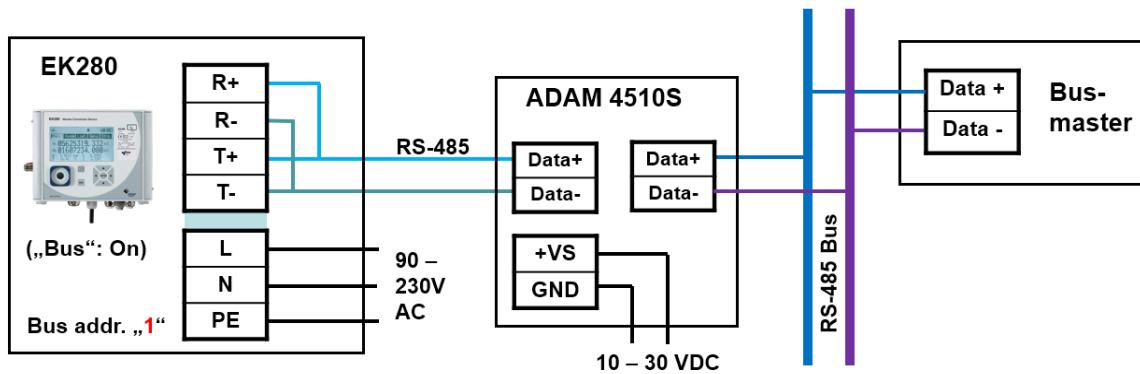 EK280
R+
R-
T+
T-
L
N
PE
(„Bus“: On)
Bus addr. „1“
90 –
230V
AC
RS-485
ADAM 4510S
Data+
Data-
Data+
Data-
+VS
GND
10 – 30 VDC
RS-485 Bus
Data +
Data -
Bus-
master